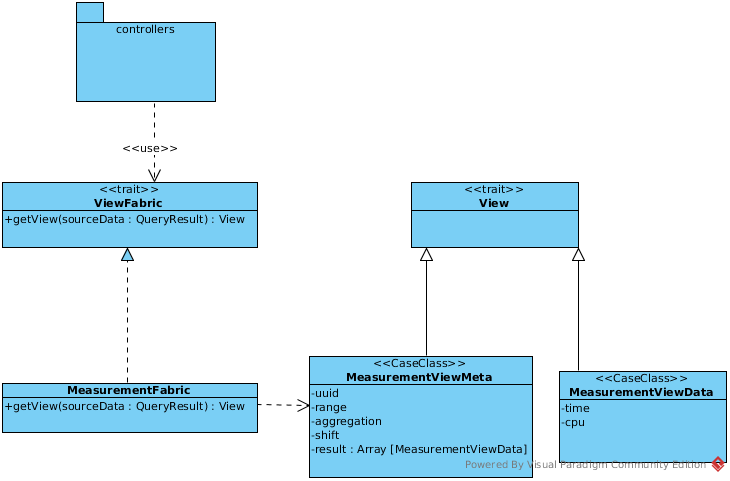 controllers
<<use>>
<<trait>>
ViewFabric
+getView(sourceData : QueryResult) : View
<<trait>>
View
MeasurementFabric
+getView(sourceData : QueryResult) : View
<<CaseClass>>
MeasurementViewMeta
-uuid
-range
-aggregation
-shift
-result : Array [MeasurementViewData]
<<CaseClass>>
MeasurementViewData
-time
-cpu
Powered By Visual Paradigm Community Edition